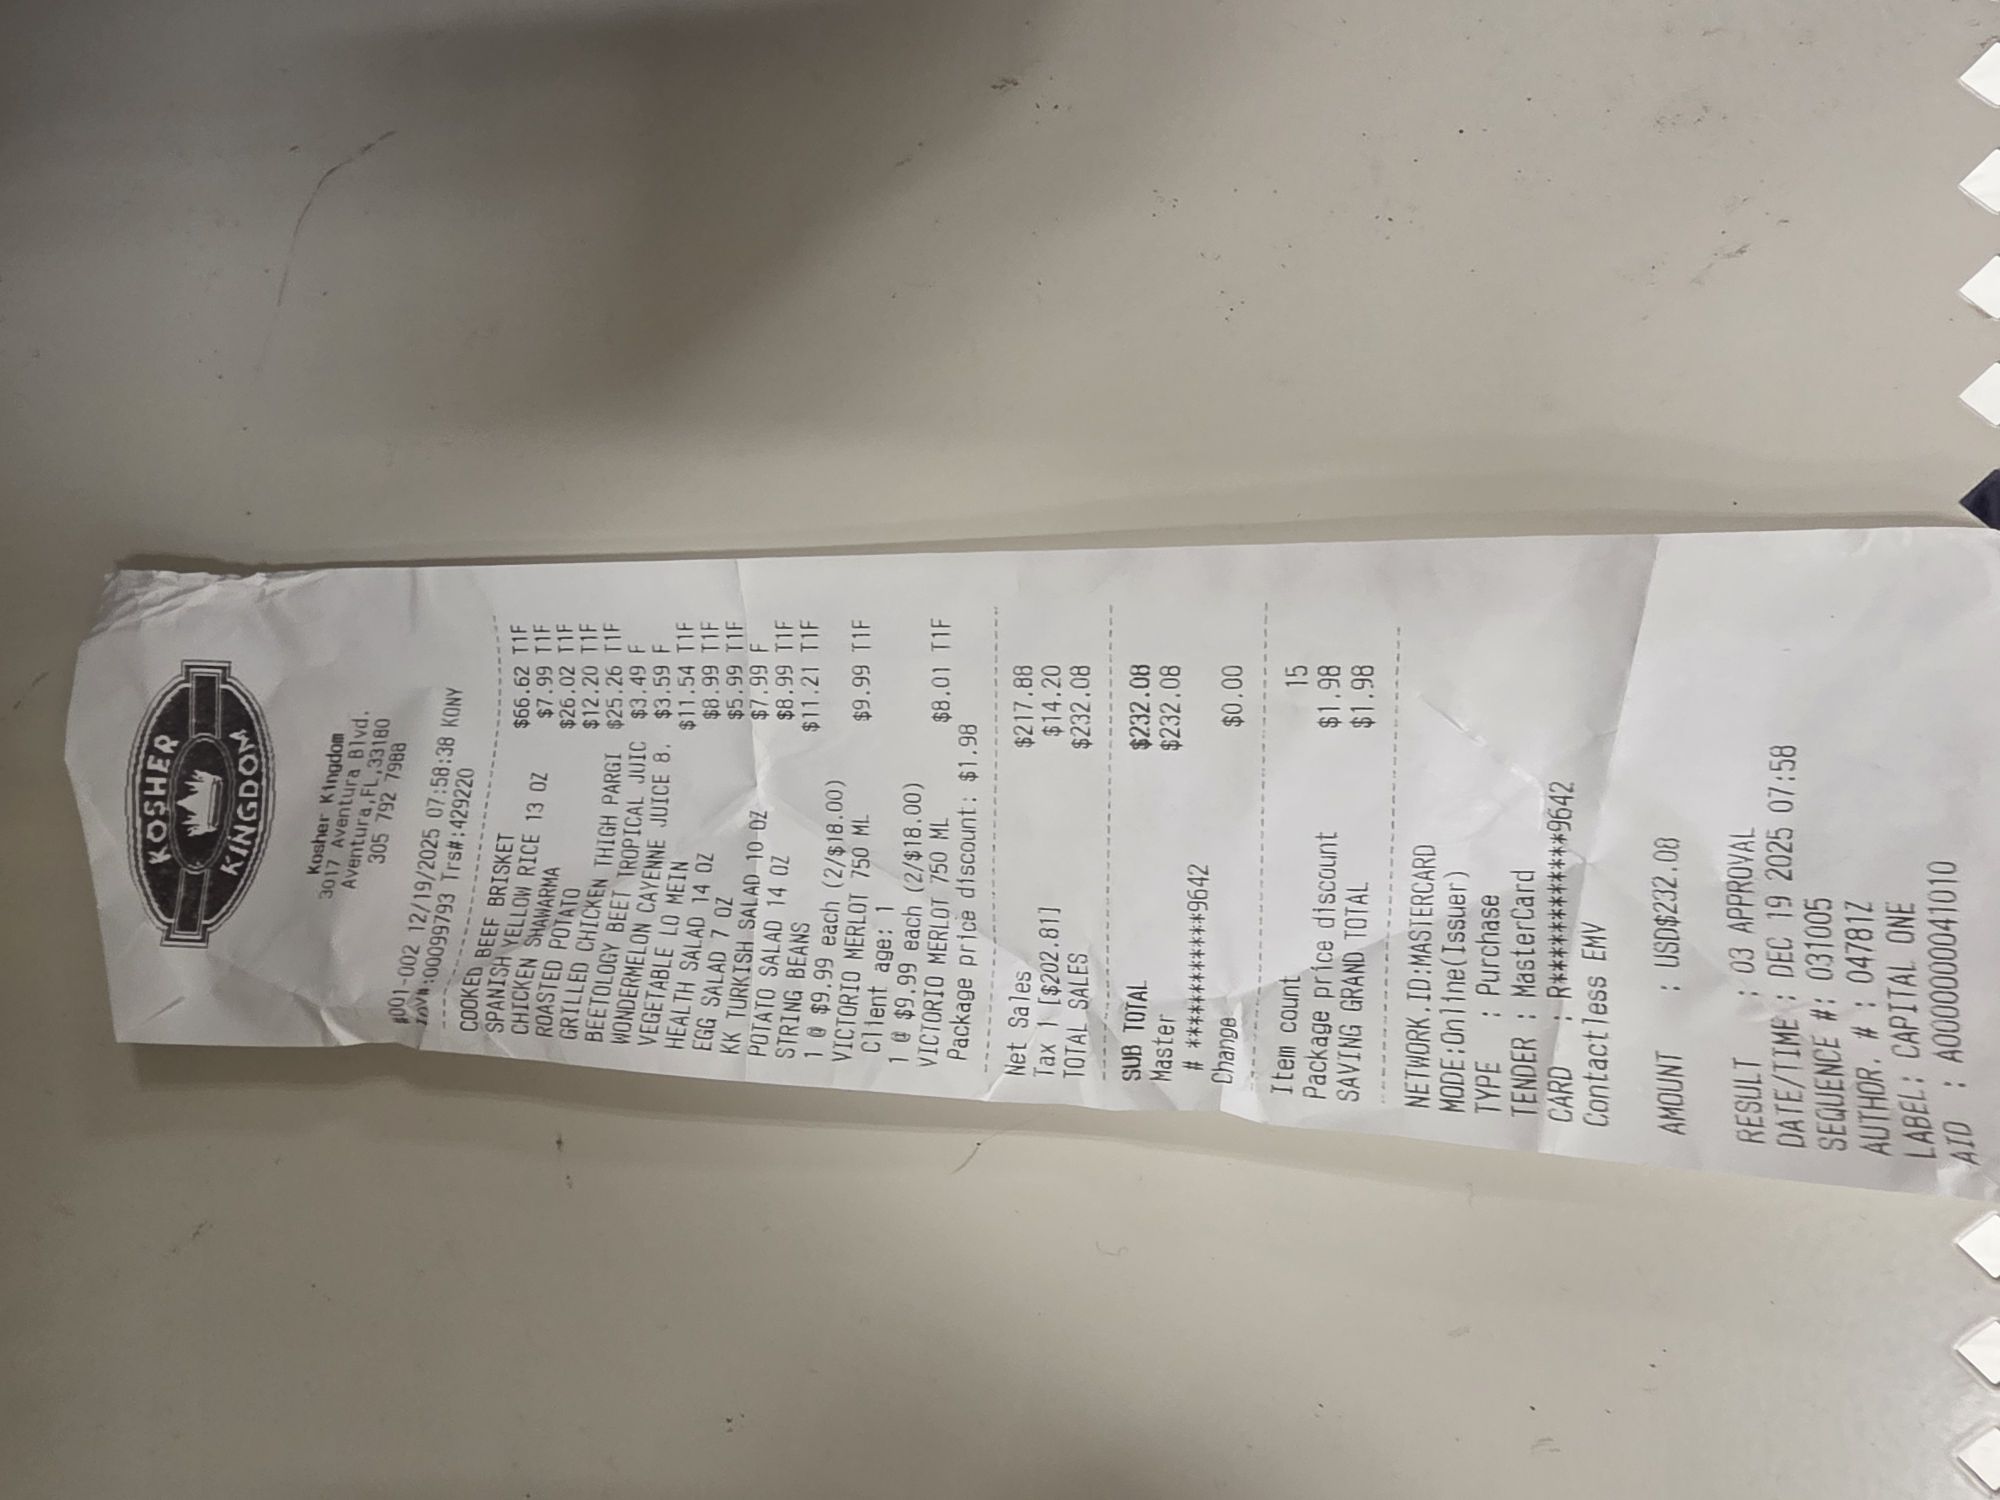 KOSHER
KINGDOM
Kosher Kingdom
3017 Aventura Blvd.
Aventura,FL,33180
305 792 7988
#001-002 12/19/2025 07:58:38 KONY
Inv#:00099793 Trs#:429220
COOKED BEEF BRISKET $66.62 T1F
SPANISH YELLOW RICE 13 OZ $7.99 T1F
CHICKEN SHAWARMA $26.02 T1F
ROASTED POTATO $12.20 T1F
GRILLED CHICKEN THIGH PARGI $25.26 T1F
BEETOLOGY BEET TROPICAL JUIC $3.49 F
WONDERMELON CAYENNE JUICE 8. $3.59 F
VEGETABLE LO MEIN $11.54 T1F
HEALTH SALAD 14 OZ $8.99 T1F
EGG SALAD 7 OZ $5.99 T1F
KK TURKISH SALAD 10 OZ $7.99 F
POTATO SALAD 14 OZ $8.99 T1F
STRING BEANS $11.21 T1F
1 @ $9.99 each (2/$18.00)
VICTORIO MERLOT 750 ML $9.99 T1F
Client age: 1
1 @ $9.99 each (2/$18.00)
VICTORIO MERLOT 750 ML $8.01 T1F
Package price discount: $1.98
Net Sales $217.88
Tax 1 [$202.81] $14.20
TOTAL SALES $232.08
SUB TOTAL $232.08
Master $232.08
# ************9642
Change $0.00
Item count 15
Package price discount $1.98
SAVING GRAND TOTAL $1.98
NETWORK.ID:MASTERCARD
MODE:Online(Issuer)
TYPE : Purchase
TENDER : MasterCard
CARD : R************9642
Contactless EMV
AMOUNT : USD$232.08
RESULT : 03 APPROVAL
DATE/TIME : DEC 19 2025 07:58
SEQUENCE #: 031005
AUTHOR. # : 04781Z
LABEL: CAPITAL ONE
AID : A0000000041010